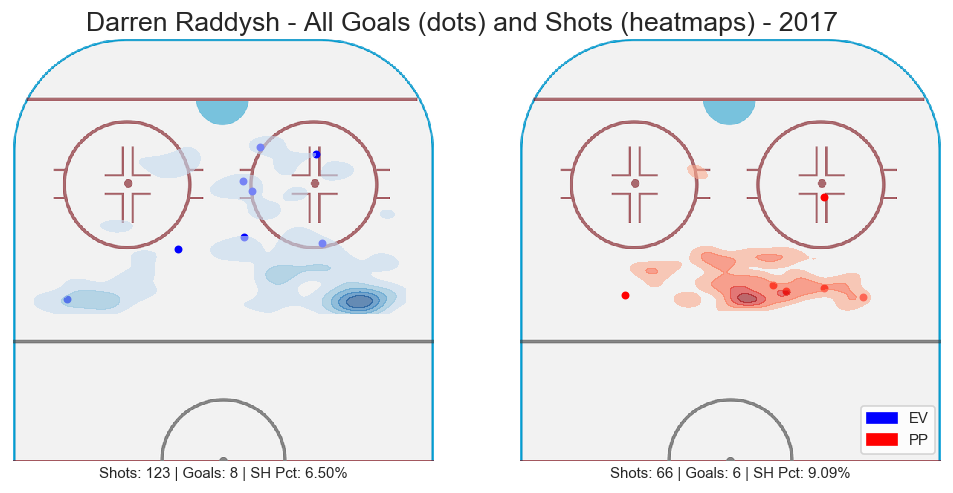 Darren Raddysh - All Goals (dots) and Shots (heatmaps) - 2017
EV
PP
Shots: 123 | Goals: 8 | SH Pct: 6.50%
Shots: 66 | Goals: 6 | SH Pct: 9.09%